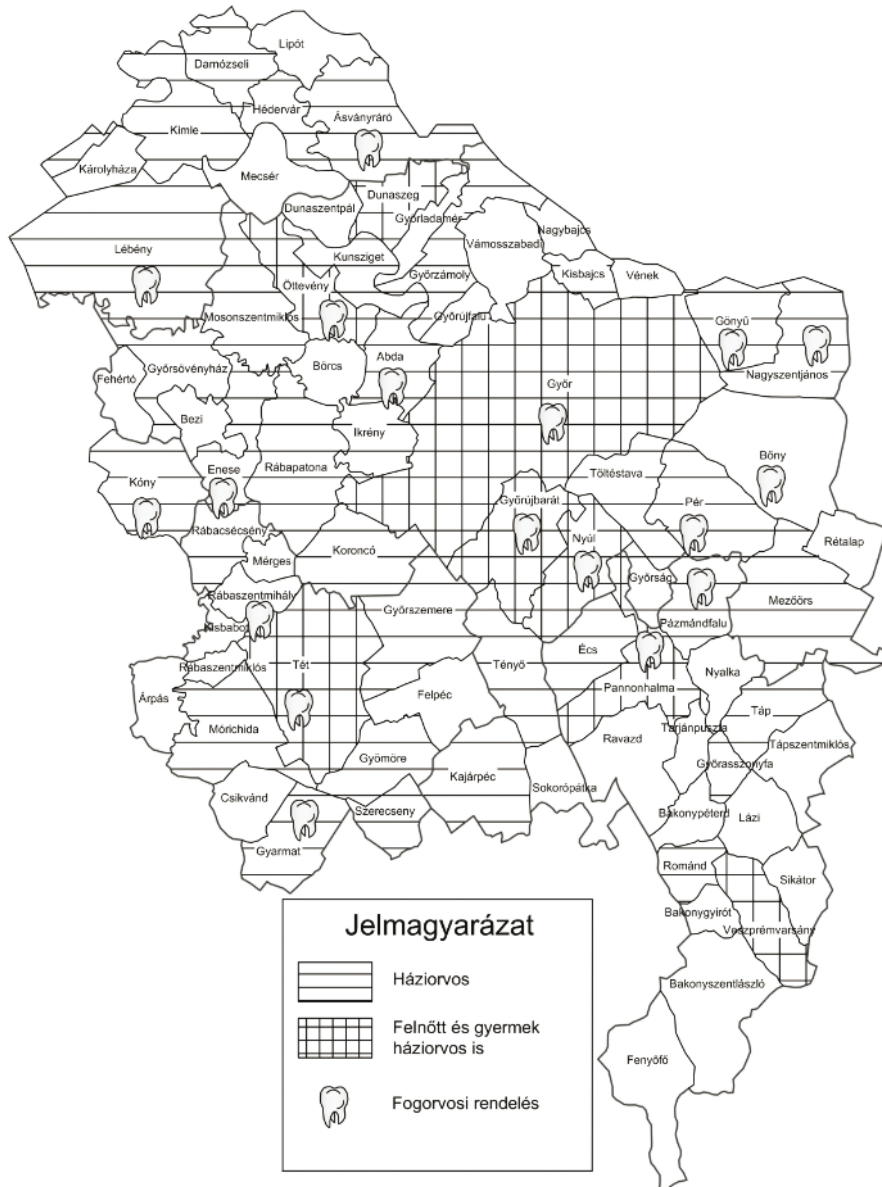 Lipót
Damózseli
Hédervár
Ásványráró
Kimle
Károlyháza
Mecsér
Dunaszeg
Dunaszentpál
Győrladamér
Nagybajcs
Vámosszabadi
Lébény
Kunsziget
Győrzámoly
Kisbajcs
Vének
Öttevény
Mosonszentmiklós
Győrújfalu
Gönyű
Abda
Börcs
Fehértó
Győrsövényház
Győr
Nagyszentjános
Bezi
Ikrény
Bőny
Enese
Rábapatona
Töltéstava
Kóny
Győrújbarát
Pér
Rábacsécsény
Nyúl
Koroncó
Rétalap
Mérges
Győrság
Rábaszentmihály
Mezőörs
Győrszemere
Pázmándfalu
Kisbabot
Écs
Rábaszentmiklós
Tét
Tényő
Nyalka
Árpás
Felpéc
Pannonhalma
Táp
Mórichida
Tarjánpuszta
Ravazd
Tápszentmiklós
Gyömöre
Győrasszonyfa
Kajárpéc
Sokorópátka
Csikvánd
Szerecseny
Bakonypéterd
Lázi
Gyarmat
Románd
Sikátor
Bakonygyirót
Veszprémvarsány
Bakonyszentlászló
Fenyőfő
Jelmagyarázat
Háziorvos
Felnőtt és gyermek
háziorvos is
Fogorvosi rendelés